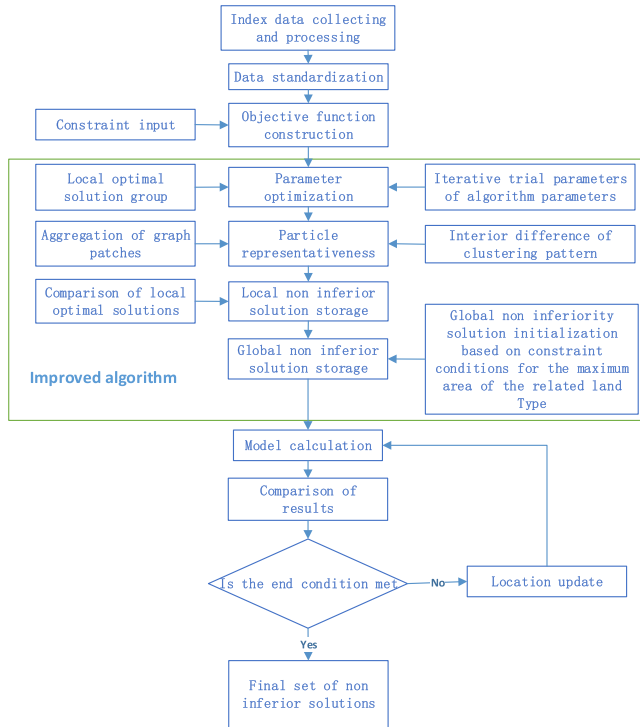 Index data collecting
and processing
Data standardization
Constraint input
Objective function
construction
Local optimal
solution group
Parameter
optimization
Iterative trial parameters
of algorithm parameters
Aggregation of graph
patches
Particle
representativeness
Interior difference of
clustering pattern
Comparison of local
optimal solutions
Local non inferior
solution storage
Global non inferior
solution storage
Global non inferiority
solution initialization
based on constraint
conditions for the maximum
area of the related land
Type
Improved algorithm
Model calculation
Comparison of
results
Is the end condition met
No
Location update
Yes
Final set of non
inferior solutions